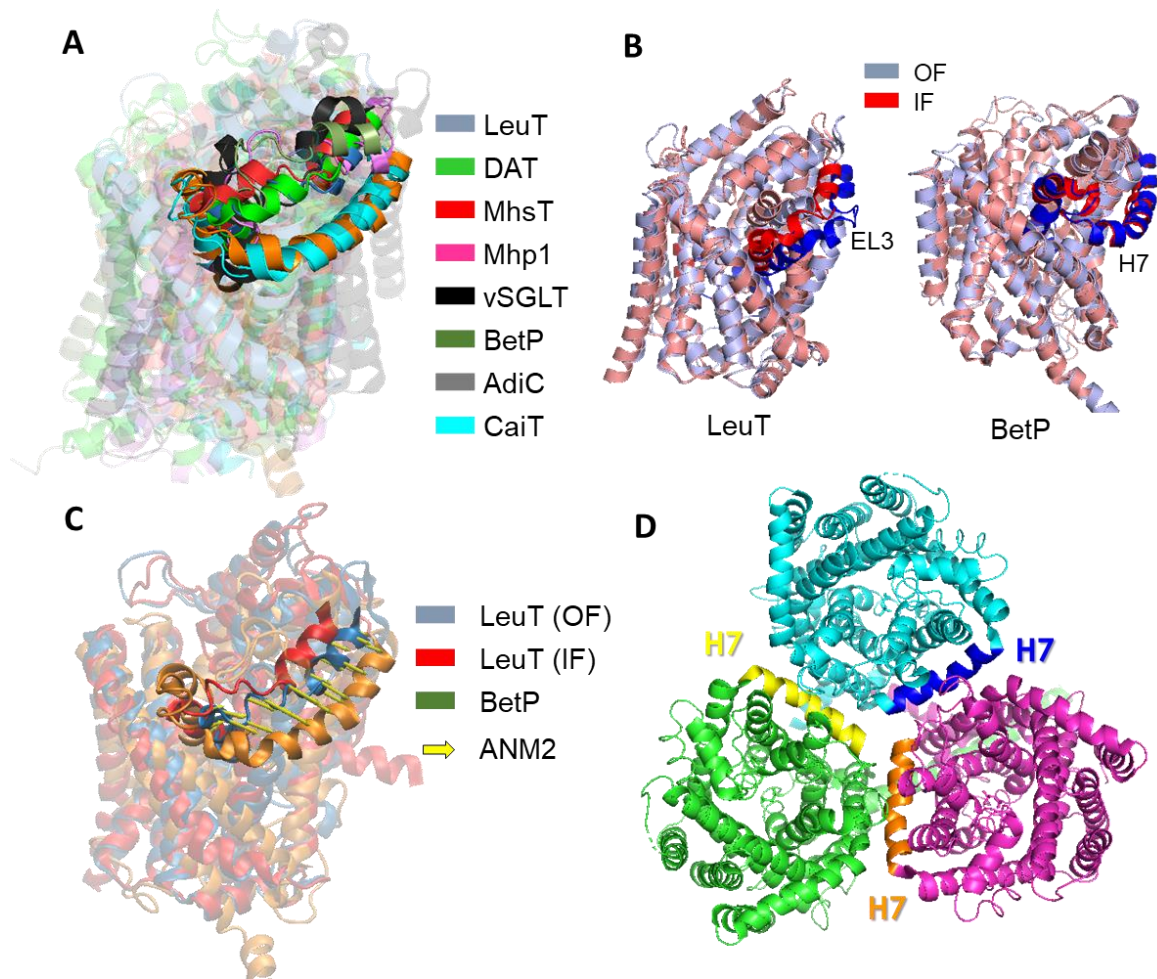 A
LeuT
DAT
MhsT
Mhp1
vSGLT
BetP
AdiC
CaiT
B
OF
IF
EL3
H7
LeuT
BetP
C
LeuT (OF)
LeuT (IF)
BetP
ANM2
D
H7
H7
H7